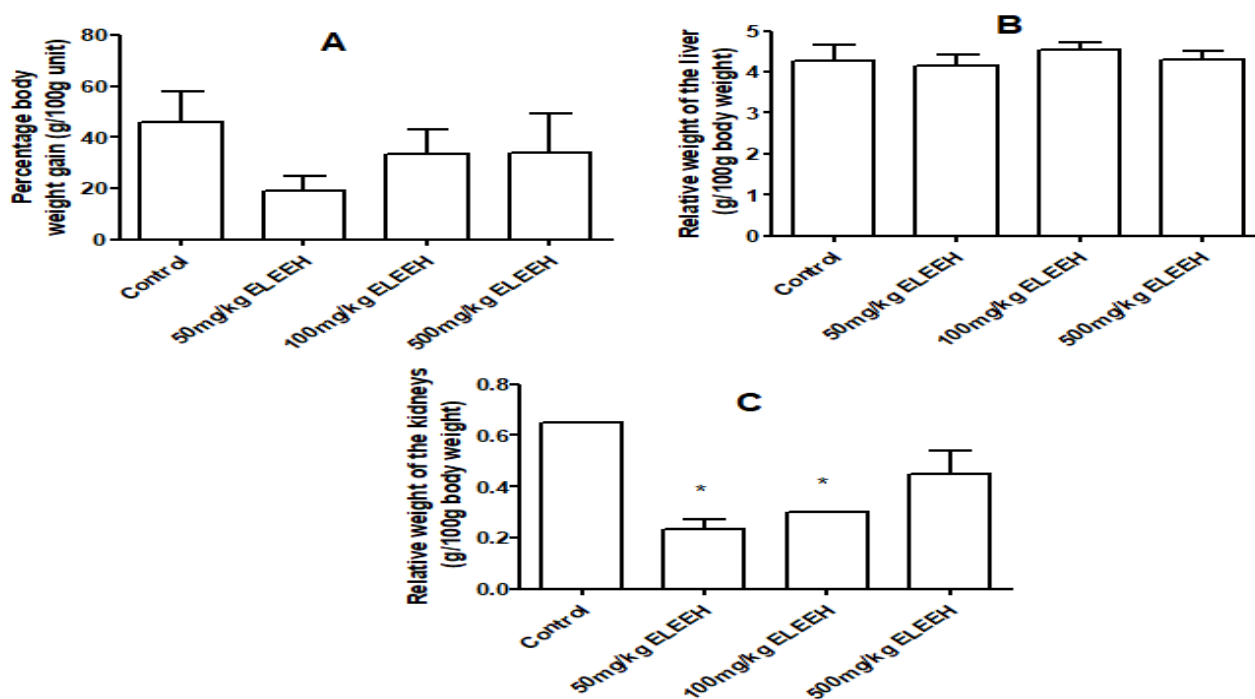 A
Percentage body
weight gain (g/100g unit)
80
60
40
20
0
Control
50mg/kg ELEEH
100mg/kg ELEEH
500mg/kg ELEEH
B
Relative weight of the liver
(g/100g body weight)
5
4
3
2
1
0
Control
50mg/kg ELEEH
100mg/kg ELEEH
500mg/kg ELEEH
C
Relative weight of the kidneys
(g/100g body weight)
0.8
0.6
0.4
0.2
0.0
*
*
Control
50mg/kg ELEEH
100mg/kg ELEEH
500mg/kg ELEEH